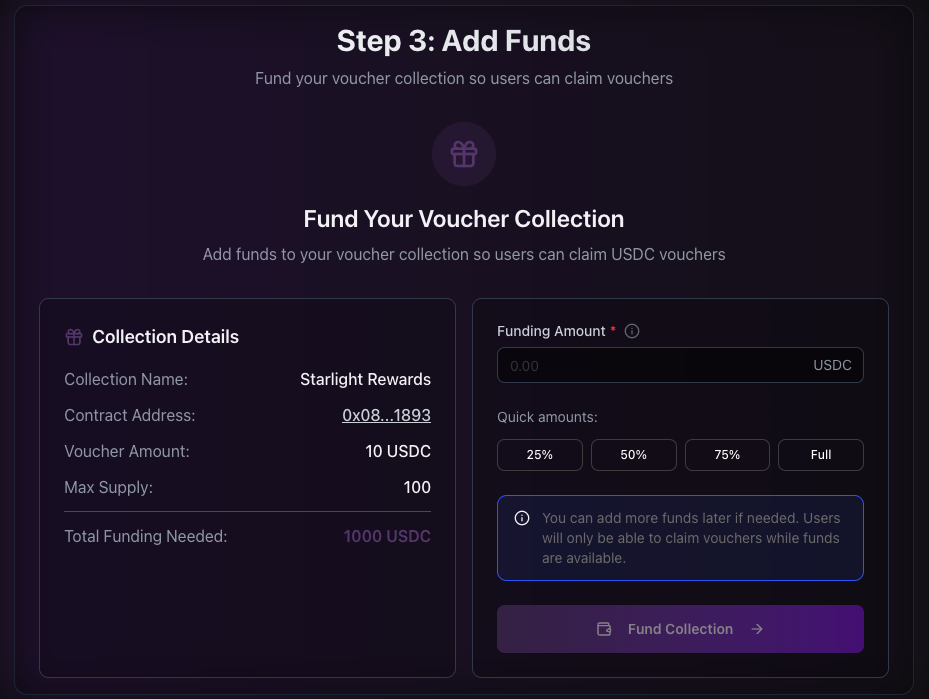 Step 3: Add Funds
Fund your voucher collection so users can claim vouchers
Fund Your Voucher Collection
Add funds to your voucher collection so users can claim USDC vouchers
Collection Details
Collection Name: Starlight Rewards
Contract Address: 0x08...1893
Voucher Amount: 10 USDC
Max Supply: 100
Total Funding Needed: 1000 USDC
Funding Amount *
0.00 USDC
Quick amounts:
25% 50% 75% Full
You can add more funds later if needed. Users
will only be able to claim vouchers while funds
are available.
Fund Collection